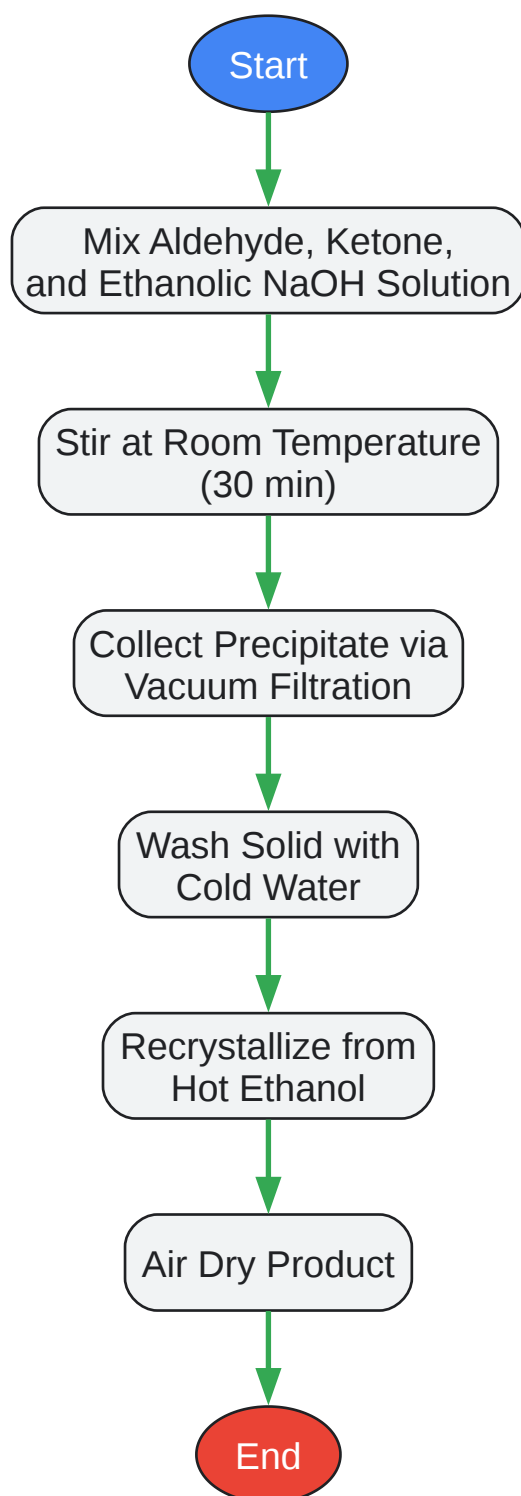 Start
Mix Aldehyde, Ketone,
and Ethanolic NaOH Solution
Stir at Room Temperature
(30 min)
Collect Precipitate via
Vacuum Filtration
Wash Solid with
Cold Water
Recrystallize from
Hot Ethanol
Air Dry Product
End